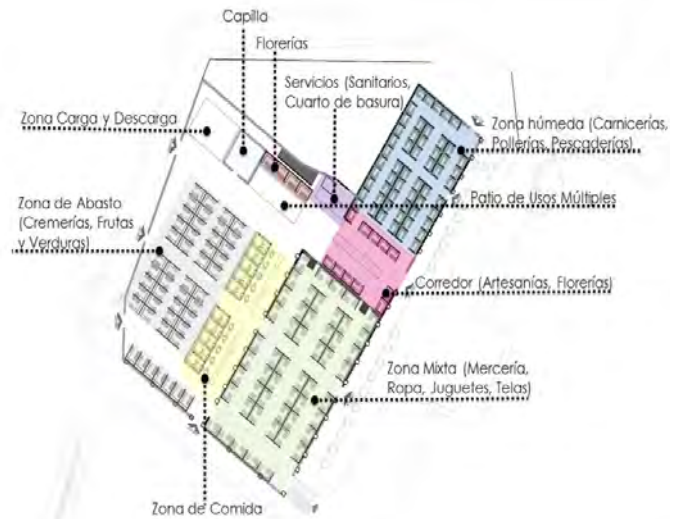 Capilla
Florerías
Servicios (Sanitarios,
Cuarto de basura)
Zona Carga y Descarga
Zona húmeda (Carnicerías,
Pollerías, Pescaderías)
Zona de Abasto
(Cremerías, Frutas
y Verduras)
Patio de Usos Múltiples
Corredor (Artesanías, Florerías)
Zona Mixta (Mercería,
Ropa, Juguetes, Telas)
Zona de Comida